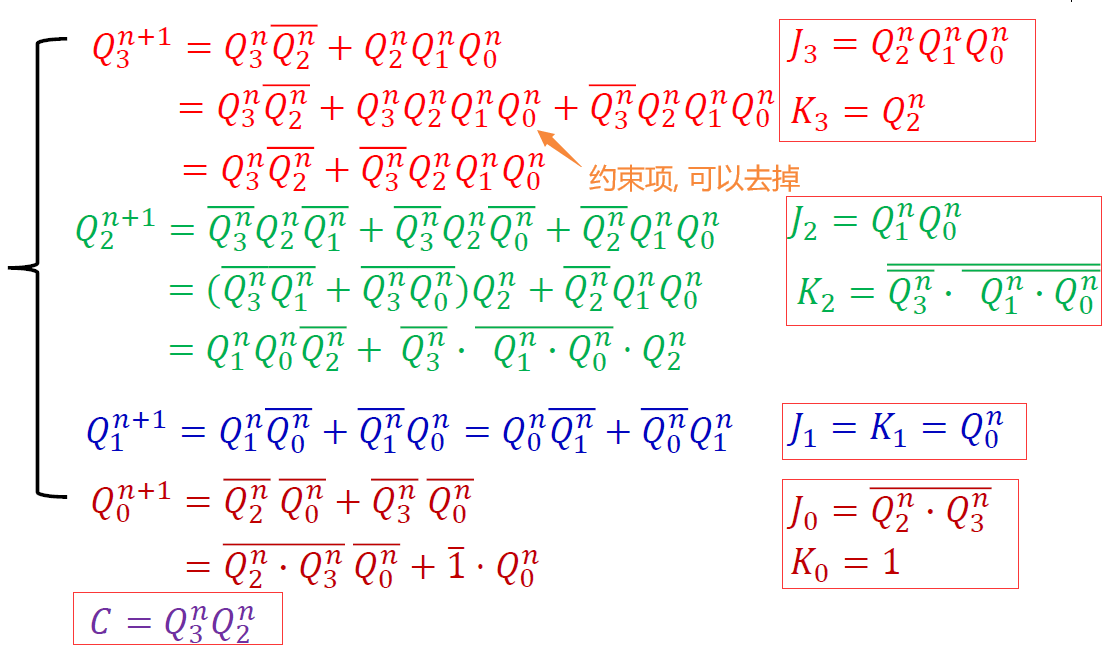 $Q_3^{n+1} = Q_3^n \overline{Q_2^n} + Q_2^n Q_1^n Q_0^n$
$J_3 = Q_2^n Q_1^n Q_0^n$
$= Q_3^n \overline{Q_2^n} + Q_3^n Q_2^n Q_1^n Q_0^n + \overline{Q_3^n} Q_2^n Q_1^n Q_0^n$
$K_3 = Q_2^n$
$= Q_3^n \overline{Q_2^n} + \overline{Q_3^n} Q_2^n Q_1^n Q_0^n$
约束项, 可以去掉
$Q_2^{n+1} = \overline{Q_3^n} Q_2^n \overline{Q_1^n} + \overline{Q_3^n} Q_2^n \overline{Q_0^n} + \overline{Q_2^n} Q_1^n Q_0^n$
$J_2 = Q_1^n Q_0^n$
$= (\overline{Q_3^n Q_1^n} + \overline{Q_3^n Q_0^n}) Q_2^n + \overline{Q_2^n} Q_1^n Q_0^n$
$K_2 = \overline{\overline{Q_3^n} \cdot \overline{Q_1^n \cdot Q_0^n}}$
$= Q_1^n Q_0^n \overline{Q_2^n} + \overline{Q_3^n} \cdot \overline{Q_1^n \cdot Q_0^n} \cdot Q_2^n$
$Q_1^{n+1} = Q_1^n \overline{Q_0^n} + \overline{Q_1^n} Q_0^n = Q_0^n \overline{Q_1^n} + \overline{Q_0^n} Q_1^n$
$J_1 = K_1 = Q_0^n$
$Q_0^{n+1} = \overline{Q_2^n}\,\overline{Q_0^n} + \overline{Q_3^n}\,\overline{Q_0^n}$
$J_0 = \overline{Q_2^n \cdot Q_3^n}$
$= \overline{Q_2^n \cdot Q_3^n}\,\overline{Q_0^n} + \overline{1} \cdot Q_0^n$
$K_0 = 1$
$C = Q_3^n Q_2^n$